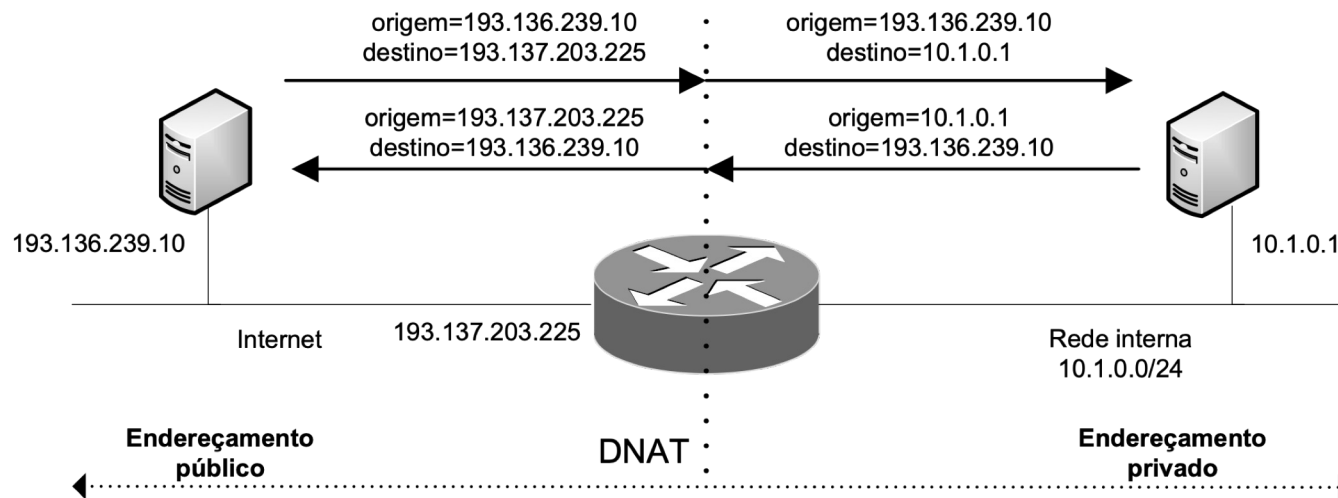 origem=193.136.239.10
destino=193.137.203.225
origem=193.136.239.10
destino=10.1.0.1
origem=193.137.203.225
destino=193.136.239.10
origem=10.1.0.1
destino=193.136.239.10
193.136.239.10
10.1.0.1
Internet
193.137.203.225
Rede interna
10.1.0.0/24
Endereçamento
público
DNAT
Endereçamento
privado